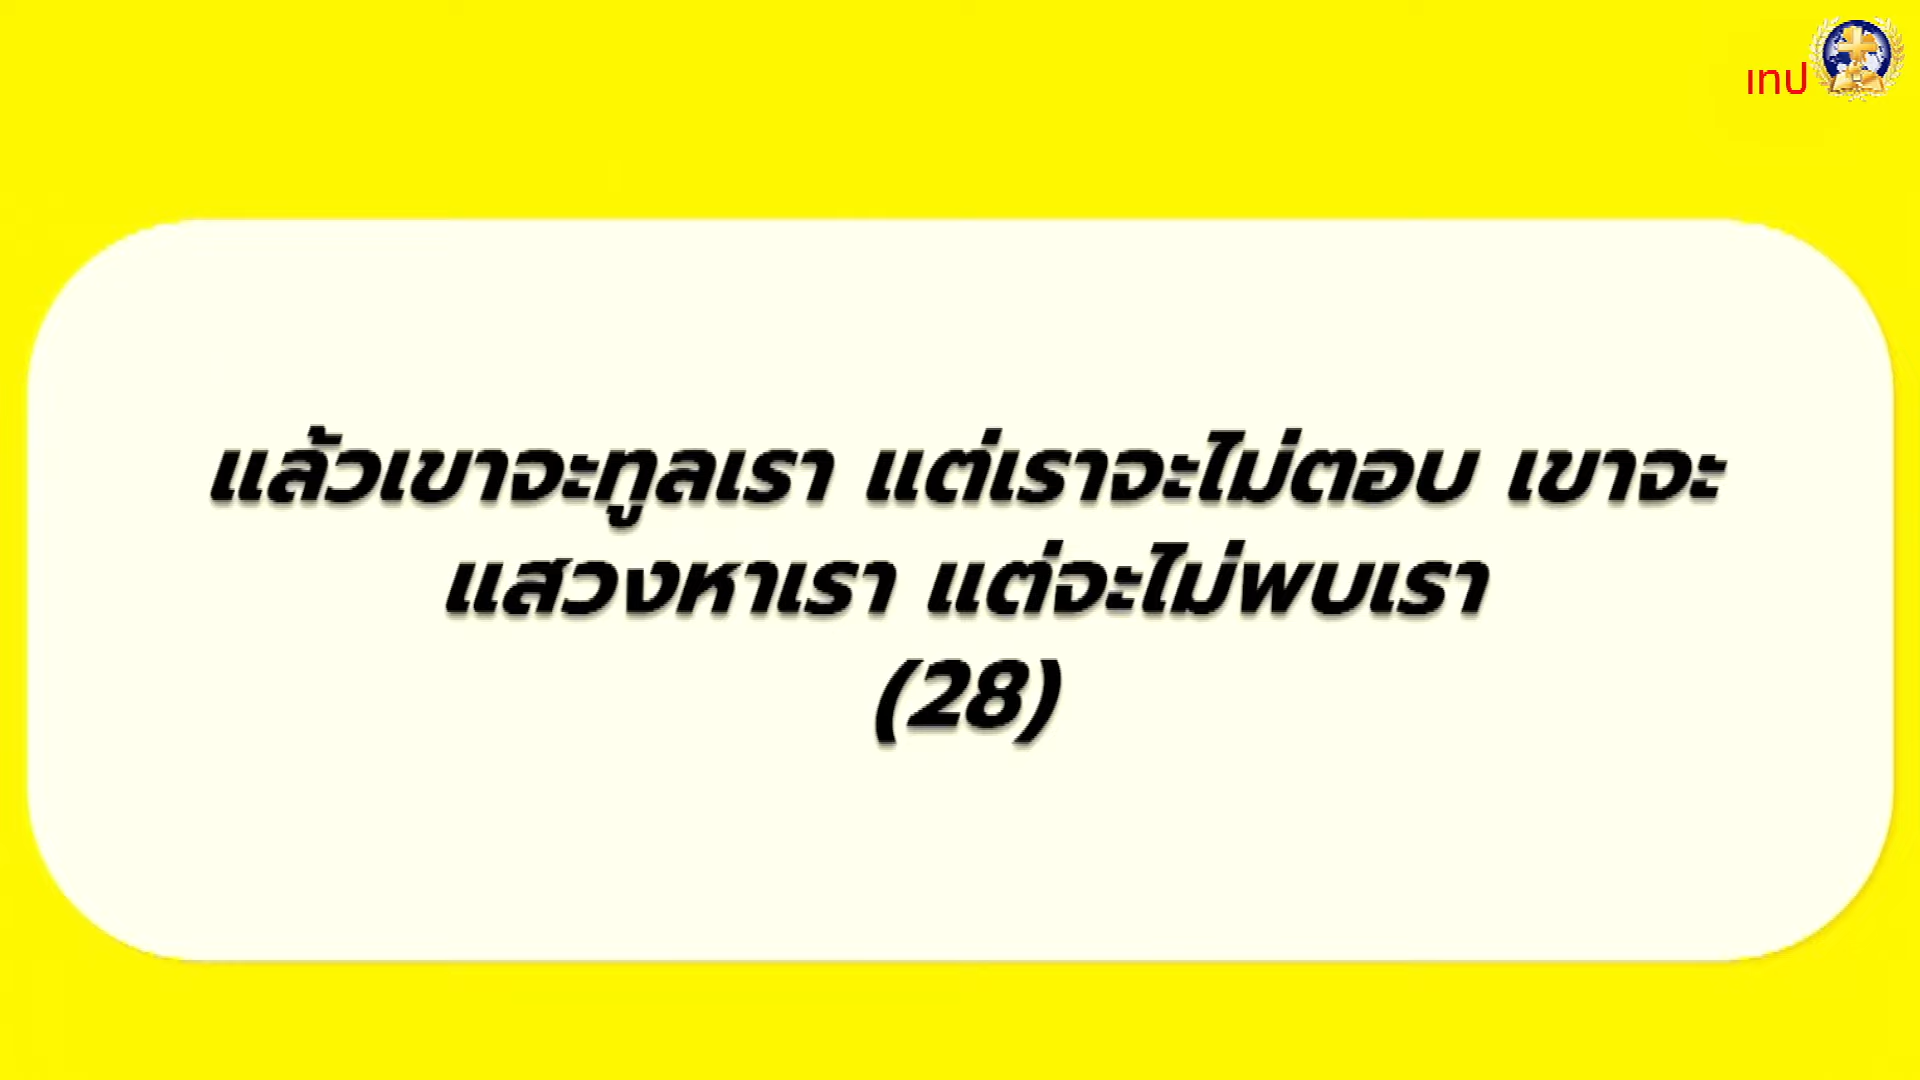 เทป
แล้วเขาจะทูลเรา แต่เราจะไม่ตอบ เขาจะ
แสวงหาเรา แต่จะไม่พบเรา
(28)